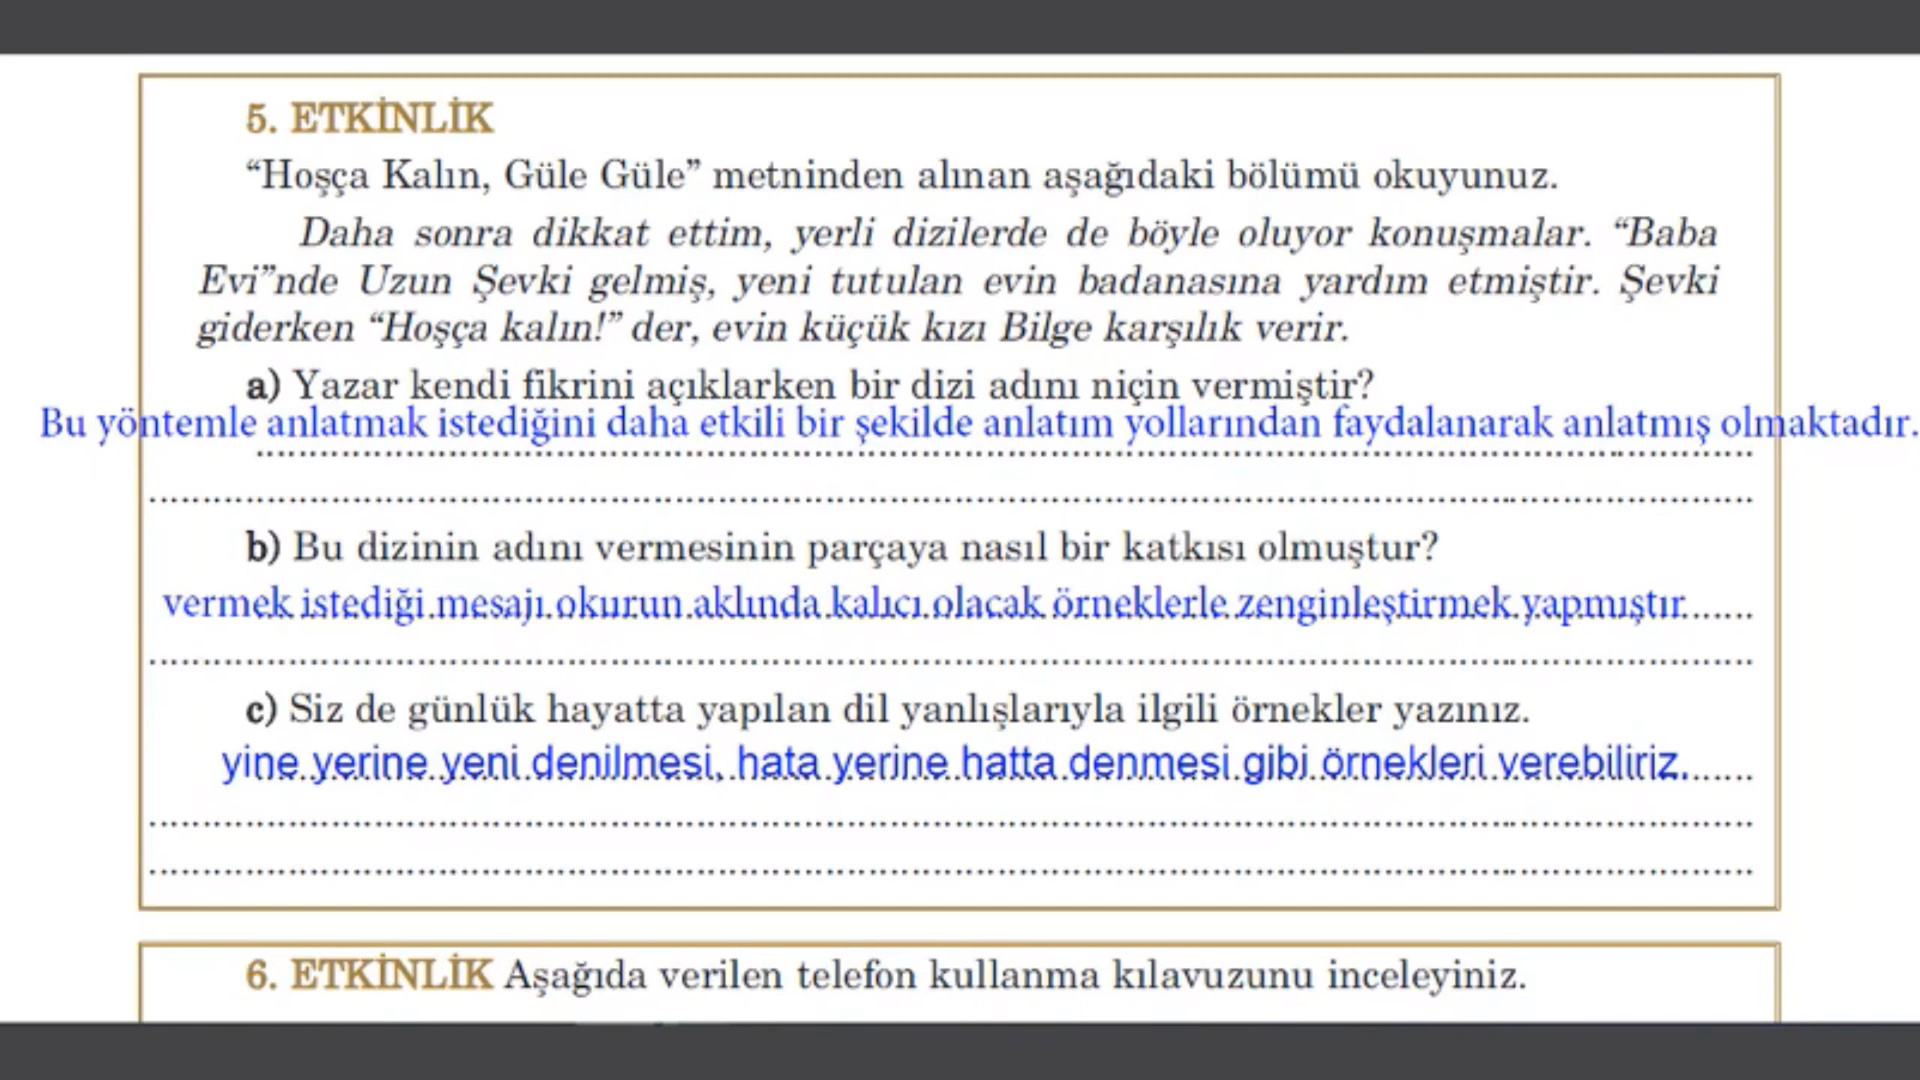 5. ETKİNLİK
“Hoşça Kalın, Güle Güle” metninden alınan aşağıdaki bölümü okuyunuz.
Daha sonra dikkat ettim, yerli dizilerde de böyle oluyor konuşmalar. “Baba
Evi”nde Uzun Şevki gelmiş, yeni tutulan evin badanasına yardım etmiştir. Şevki
giderken “Hoşça kalın!” der, evin küçük kızı Bilge karşılık verir.
a) Yazar kendi fikrini açıklarken bir dizi adını niçin vermiştir?
Bu yöntemle anlatmak istediğini daha etkili bir şekilde anlatım yollarından faydalanarak anlatmış olmaktadır.
b) Bu dizinin adını vermesinin parçaya nasıl bir katkısı olmuştur?
vermek istediği mesajı okurun aklında kalıcı olacak örneklerle zenginleştirmek yapmıştır.
c) Siz de günlük hayatta yapılan dil yanlışlarıyla ilgili örnekler yazınız.
yine yerine yeni denilmesi, hata yerine hatta denmesi gibi örnekleri verebiliriz.
6. ETKİNLİK Aşağıda verilen telefon kullanma kılavuzunu inceleyiniz.